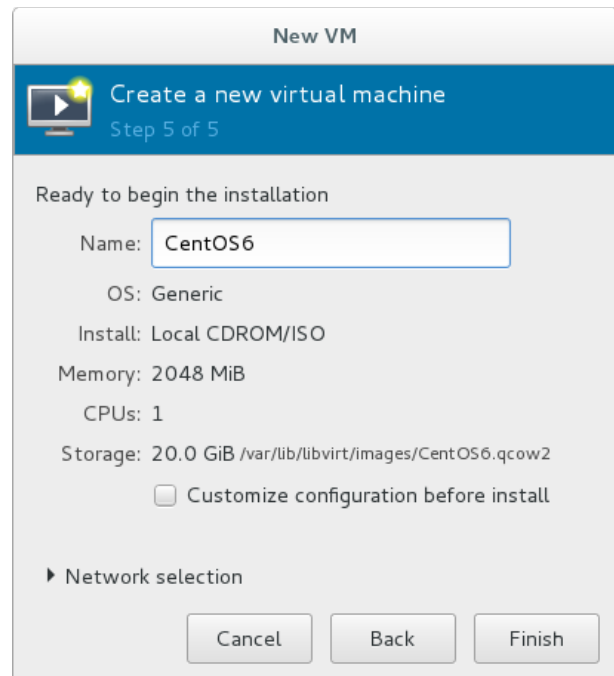 New VM
Create a new virtual machine
Step 5 of 5
Ready to begin the installation
Name: CentOS6
OS: Generic
Install: Local CDROM/ISO
Memory: 2048 MiB
CPUs: 1
Storage: 20.0 GiB /var/lib/libvirt/images/CentOS6.qcow2
Customize configuration before install
Network selection
Cancel Back Finish